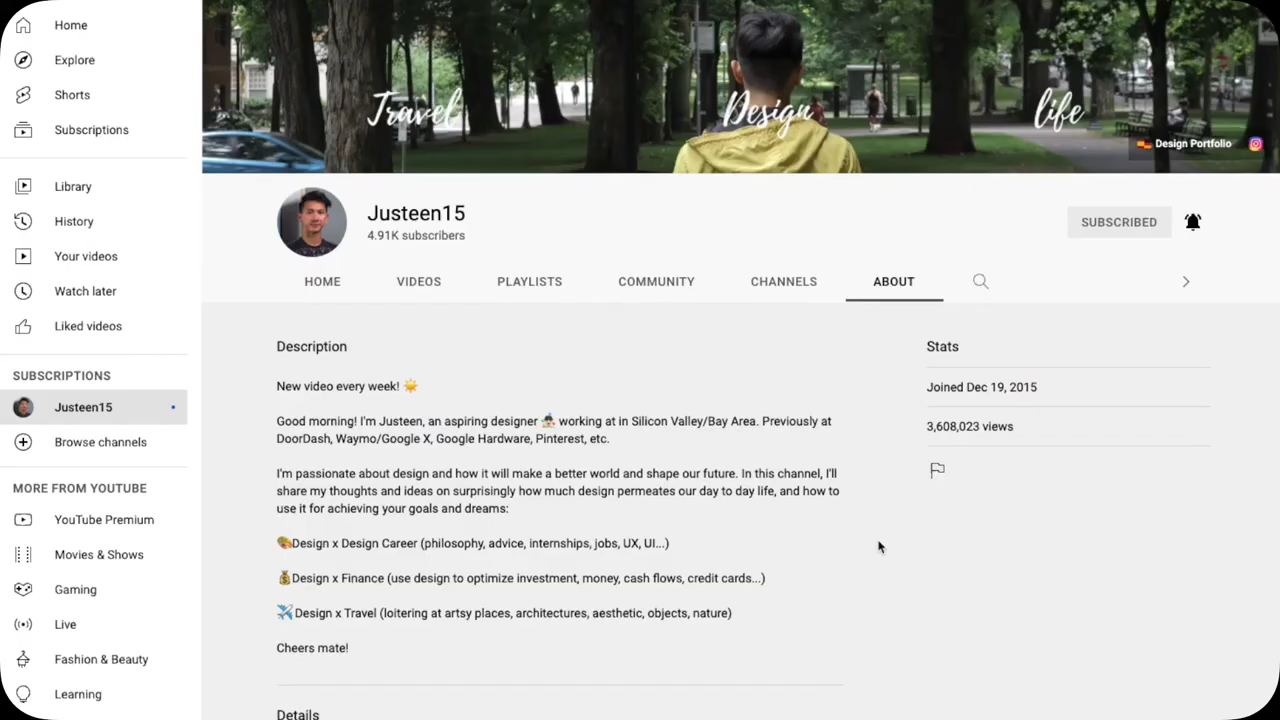 Home
Explore
Shorts
Subscriptions
Library
History
Your videos
Watch later
Liked videos
SUBSCRIPTIONS
Justeen15
Browse channels
MORE FROM YOUTUBE
YouTube Premium
Movies & Shows
Gaming
Live
Fashion & Beauty
Learning
Travel Design life
Design Portfolio
Justeen15
4.91K subscribers
SUBSCRIBED
HOME VIDEOS PLAYLISTS COMMUNITY CHANNELS ABOUT
Description
New video every week! ☀️
Good morning! I'm Justeen, an aspiring designer working at in Silicon Valley/Bay Area. Previously at
DoorDash, Waymo/Google X, Google Hardware, Pinterest, etc.
I'm passionate about design and how it will make a better world and shape our future. In this channel, I'll
share my thoughts and ideas on surprisingly how much design permeates our day to day life, and how to
use it for achieving your goals and dreams:
🎨Design x Design Career (philosophy, advice, internships, jobs, UX, UI...)
💰Design x Finance (use design to optimize investment, money, cash flows, credit cards...)
✈️Design x Travel (loitering at artsy places, architectures, aesthetic, objects, nature)
Cheers mate!
Details
Stats
Joined Dec 19, 2015
3,608,023 views